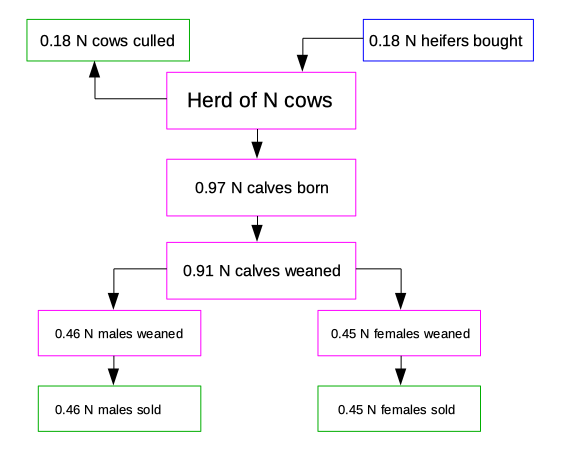 0.18 N cows culled
0.18 N heifers bought
Herd of N cows
0.97 N calves born
0.91 N calves weaned
0.46 N males weaned
0.45 N females weaned
0.46 N males sold
0.45 N females sold